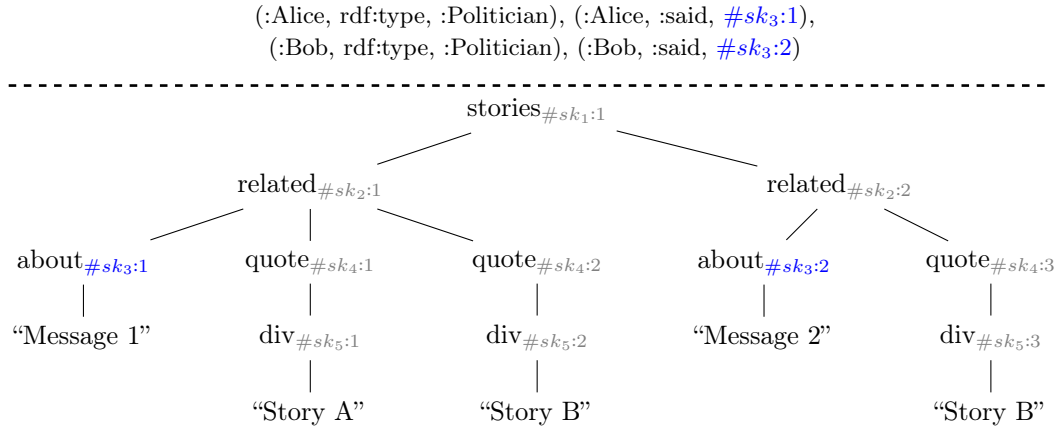 (:Alice, rdf:type, :Politician), (:Alice, :said, #sk₃:1),
(:Bob, rdf:type, :Politician), (:Bob, :said, #sk₃:2)
stories#sk₁:1
related#sk₂:1 related#sk₂:2
about#sk₃:1 quote#sk₄:1 quote#sk₄:2 about#sk₃:2 quote#sk₄:3
“Message 1” div#sk₅:1 div#sk₅:2 “Message 2” div#sk₅:3
“Story A” “Story B” “Story B”